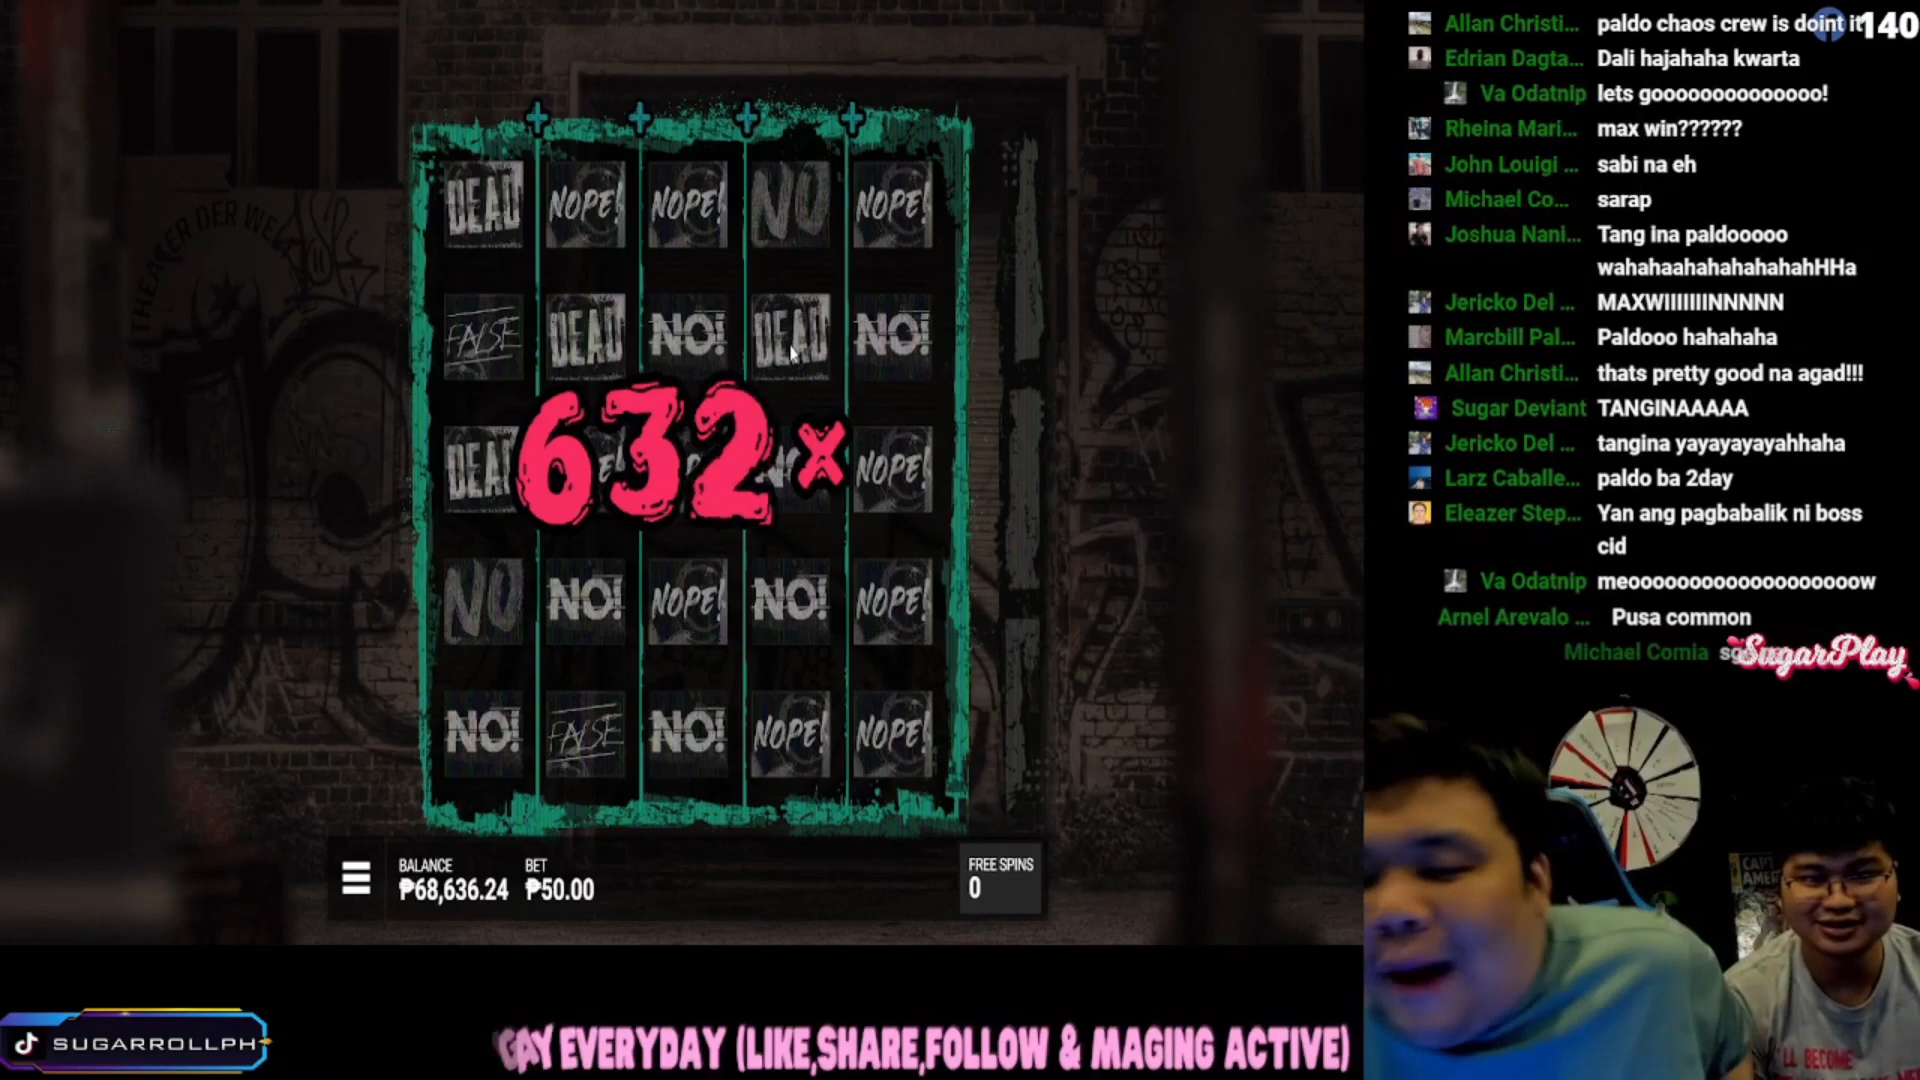 Allan Christi... paldo chaos crew is doint it 140
Edrian Dagta... Dali hajahaha kwarta
Va Odatnip lets goooooooooooooo!
Rheina Mari... max win??????
John Louigi ... sabi na eh
Michael Co... sarap
Joshua Nani... Tang ina paldooooo
wahahaahahahahahahHHa
Jericko Del ... MAXWIIIIIIINNNNN
Marcbill Pal... Paldooo hahahaha
Allan Christi... thats pretty good na agad!!!
Sugar Deviant TANGINAAAAA
Jericko Del ... tangina yayayayayahhaha
Larz Caballe... paldo ba 2day
Eleazer Step... Yan ang pagbabalik ni boss
cid
Va Odatnip meooooooooooooooooooow
Arnel Arevalo ... Pusa common
Michael Comia
SugarPlay
DEAD NOPE! NOPE! NO NOPE!
FALSE DEAD NO! DEAD NO!
DEAD NOPE!
632×
NO NO! NOPE! NO! NOPE!
NO! FALSE NO! NOPE! NOPE!
BALANCE BET FREE SPINS
₱68,636.24 ₱50.00 0
SUGARROLLPH
EVERYDAY (LIKE,SHARE,FOLLOW & MAGING ACTIVE)